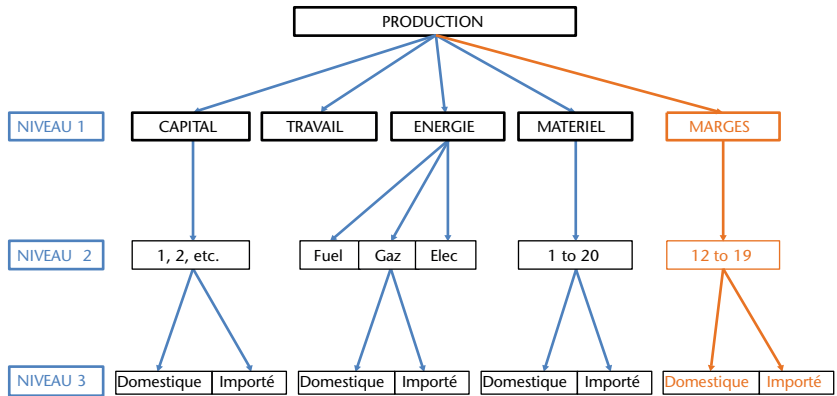 PRODUCTION
NIVEAU 1
CAPITAL
TRAVAIL
ENERGIE
MATERIEL
MARGES
NIVEAU 2
1, 2, etc.
Fuel
Gaz
Elec
1 to 20
12 to 19
NIVEAU 3
Domestique
Importé
Domestique
Importé
Domestique
Importé
Domestique
Importé